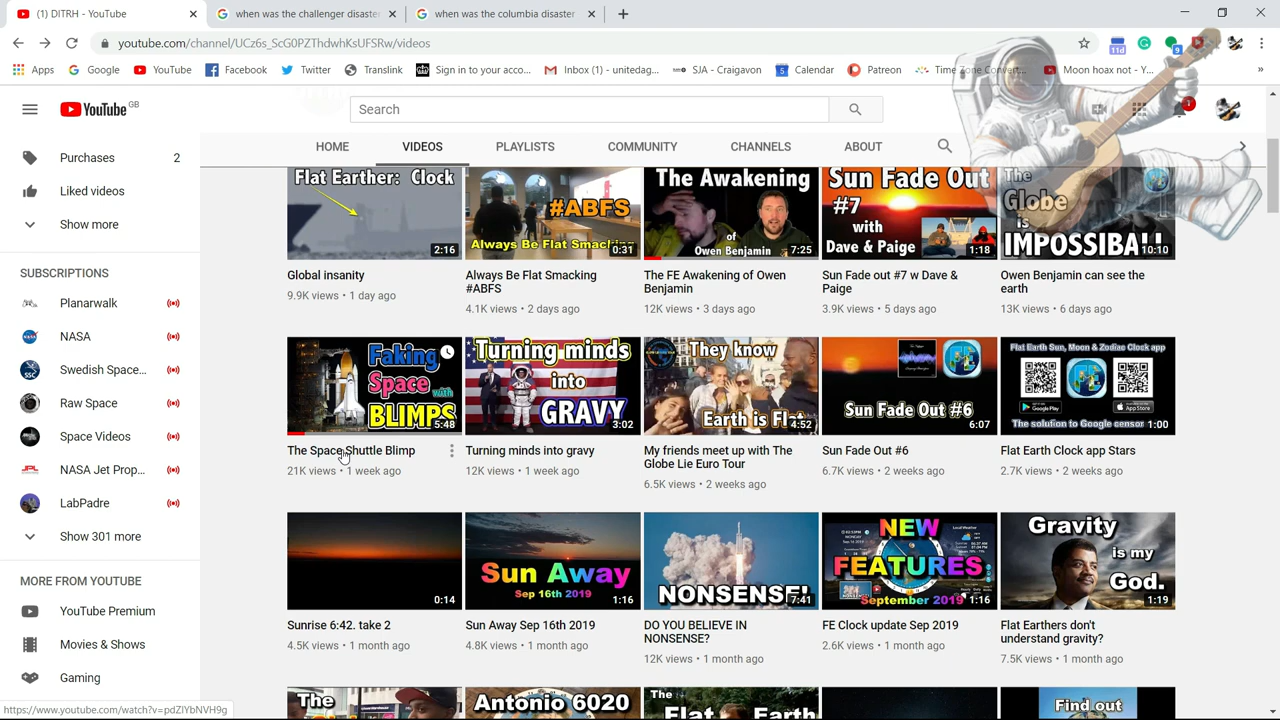 (1) DITRH - YouTube
when was the challenger disaste
when was the columbia disaster
youtube.com/channel/UCz6s_ScG0PZThdwhKsUFSRw/videos
11d
9
Apps
Google
YouTube
Facebook
Twitter
Translink
Sign in to your acco...
Inbox (1) - unitedag...
SJA - Craigaron
Calendar
Patreon
Time Zone Convert...
Moon hoax not - Y...
»
YouTube GB
Search
1
HOME
VIDEOS
PLAYLISTS
COMMUNITY
CHANNELS
ABOUT
Purchases 2
Liked videos
Show more
SUBSCRIPTIONS
Planarwalk
NASA
Swedish Space...
Raw Space
Space Videos
NASA Jet Prop...
LabPadre
Show 301 more
MORE FROM YOUTUBE
YouTube Premium
Movies & Shows
Gaming
Flat Earther: Clock
2:16
Global insanity
9.9K views • 1 day ago
#ABFS
Always Be Flat Smacking
0:31
Always Be Flat Smacking
#ABFS
4.1K views • 2 days ago
The Awakening
of
Owen Benjamin
7:25
The FE Awakening of Owen
Benjamin
12K views • 3 days ago
Sun Fade Out
#7
with
Dave & Paige
1:18
Sun Fade out #7 w Dave &
Paige
3.9K views • 5 days ago
The
Globe
is
IMPOSSIBALL
10:10
Owen Benjamin can see the
earth
13K views • 6 days ago
Faking
Space
with
BLIMPS
5:48
The Space Shuttle Blimp
21K views • 1 week ago
Turning minds
into
GRAVY
3:02
Turning minds into gravy
12K views • 1 week ago
They know
Earth is Flat
4:52
My friends meet up with The
Globe Lie Euro Tour
6.5K views • 2 weeks ago
Sun Fade Out #6
6:07
Sun Fade Out #6
6.7K views • 2 weeks ago
Flat Earth Sun, Moon & Zodiac Clock app
Google Play
App Store
The solution to Google censor
1:00
Flat Earth Clock app Stars
2.7K views • 2 weeks ago
0:14
Sunrise 6:42. take 2
4.5K views • 1 month ago
Sun Away
Sep 16th 2019
1:16
Sun Away Sep 16th 2019
4.8K views • 1 month ago
NONSENSE!
7:41
DO YOU BELIEVE IN
NONSENSE?
12K views • 1 month ago
NEW
FEATURES
September 2019
1:16
FE Clock update Sep 2019
2.6K views • 1 month ago
Gravity
is my
God.
1:19
Flat Earthers don't
understand gravity?
7.5K views • 1 month ago
The
Antonio 6020
The
Flat Earth
Find out
https://www.youtube.com/watch?v=pdZIYbNVH9g